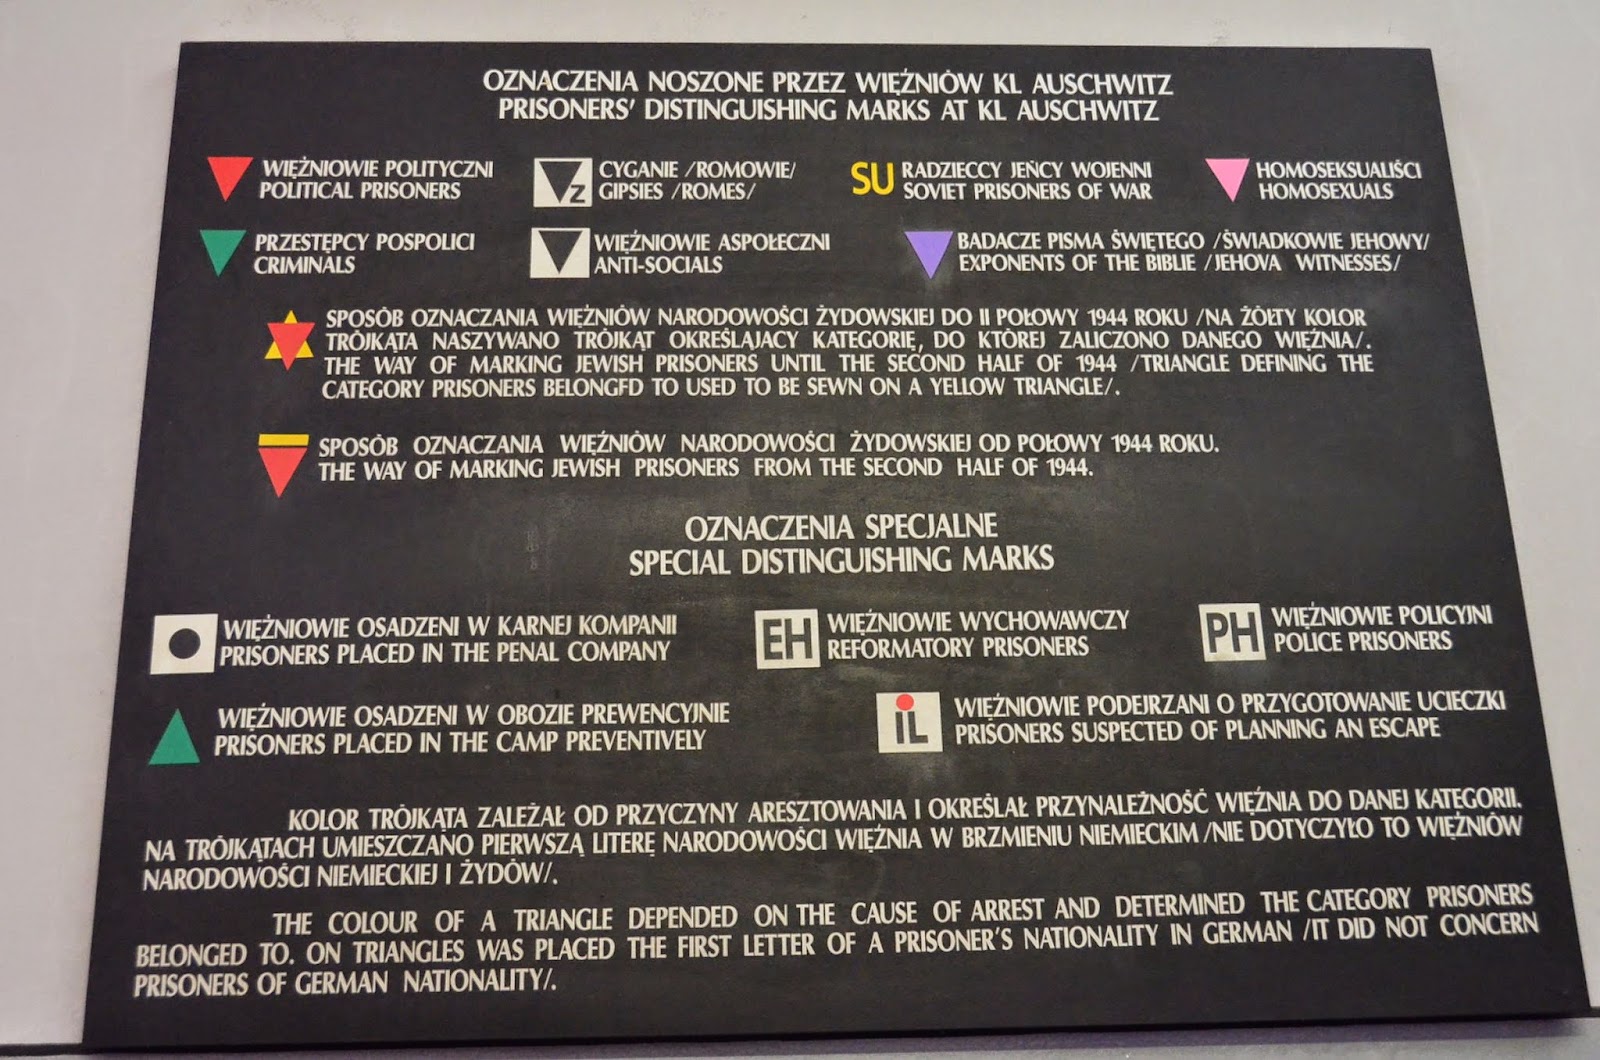 OZNACZENIA NOSZONE PRZEZ WIĘŹNIÓW KL AUSCHWITZ
PRISONERS' DISTINGUISHING MARKS AT KL AUSCHWITZ
WIĘŹNIOWIE POLITYCZNI
POLITICAL PRISONERS
Z
CYGANIE /ROMOWIE/
GIPSIES /ROMES/
SU
RADZIECCY JEŃCY WOJENNI
SOVIET PRISONERS OF WAR
HOMOSEKSUALIŚCI
HOMOSEXUALS
PRZESTĘPCY POSPOLICI
CRIMINALS
WIĘŹNIOWIE ASPOŁECZNI
ANTI-SOCIALS
BADACZE PISMA ŚWIĘTEGO /ŚWIADKOWIE JEHOWY/
EXPONENTS OF THE BIBLIE /JEHOVA WITNESSES/
SPOSÓB OZNACZANIA WIĘŹNIÓW NARODOWOŚCI ŻYDOWSKIEJ DO II POŁOWY 1944 ROKU /NA ŻÓŁTY KOLOR
TRÓJKĄTA NASZYWANO TRÓJKĄT OKREŚLAJĄCY KATEGORIĘ, DO KTÓREJ ZALICZONO DANEGO WIĘŹNIA/.
THE WAY OF MARKING JEWISH PRISONERS UNTIL THE SECOND HALF OF 1944 /TRIANGLE DEFINING THE
CATEGORY PRISONERS BELONGFD TO USED TO BE SEWN ON A YELLOW TRIANGLE/.
SPOSÓB OZNACZANIA WIĘŹNIÓW NARODOWOŚCI ŻYDOWSKIEJ OD POŁOWY 1944 ROKU.
THE WAY OF MARKING JEWISH PRISONERS FROM THE SECOND HALF OF 1944.
OZNACZENIA SPECJALNE
SPECIAL DISTINGUISHING MARKS
WIĘŹNIOWIE OSADZENI W KARNEJ KOMPANII
PRISONERS PLACED IN THE PENAL COMPANY
EH
WIĘŹNIOWIE WYCHOWAWCZY
REFORMATORY PRISONERS
PH
WIĘŹNIOWIE POLICYJNI
POLICE PRISONERS
WIĘŹNIOWIE OSADZENI W OBOZIE PREWENCYJNIE
PRISONERS PLACED IN THE CAMP PREVENTIVELY
IL
WIĘŹNIOWIE PODEJRZANI O PRZYGOTOWANIE UCIECZKI
PRISONERS SUSPECTED OF PLANNING AN ESCAPE
KOLOR TRÓJKĄTA ZALEŻAŁ OD PRZYCZYNY ARESZTOWANIA I OKREŚLAŁ PRZYNALEŻNOŚĆ WIĘŹNIA DO DANEJ KATEGORII.
NA TRÓJKĄTACH UMIESZCZANO PIERWSZĄ LITERĘ NARODOWOŚCI WIĘŹNIA W BRZMIENIU NIEMIECKIM /NIE DOTYCZYŁO TO WIĘŹNIÓW
NARODOWOŚCI NIEMIECKIEJ I ŻYDÓW/.
THE COLOUR OF A TRIANGLE DEPENDED ON THE CAUSE OF ARREST AND DETERMINED THE CATEGORY PRISONERS
BELONGED TO. ON TRIANGLES WAS PLACED THE FIRST LETTER OF A PRISONER'S NATIONALITY IN GERMAN /IT DID NOT CONCERN
PRISONERS OF GERMAN NATIONALITY/.